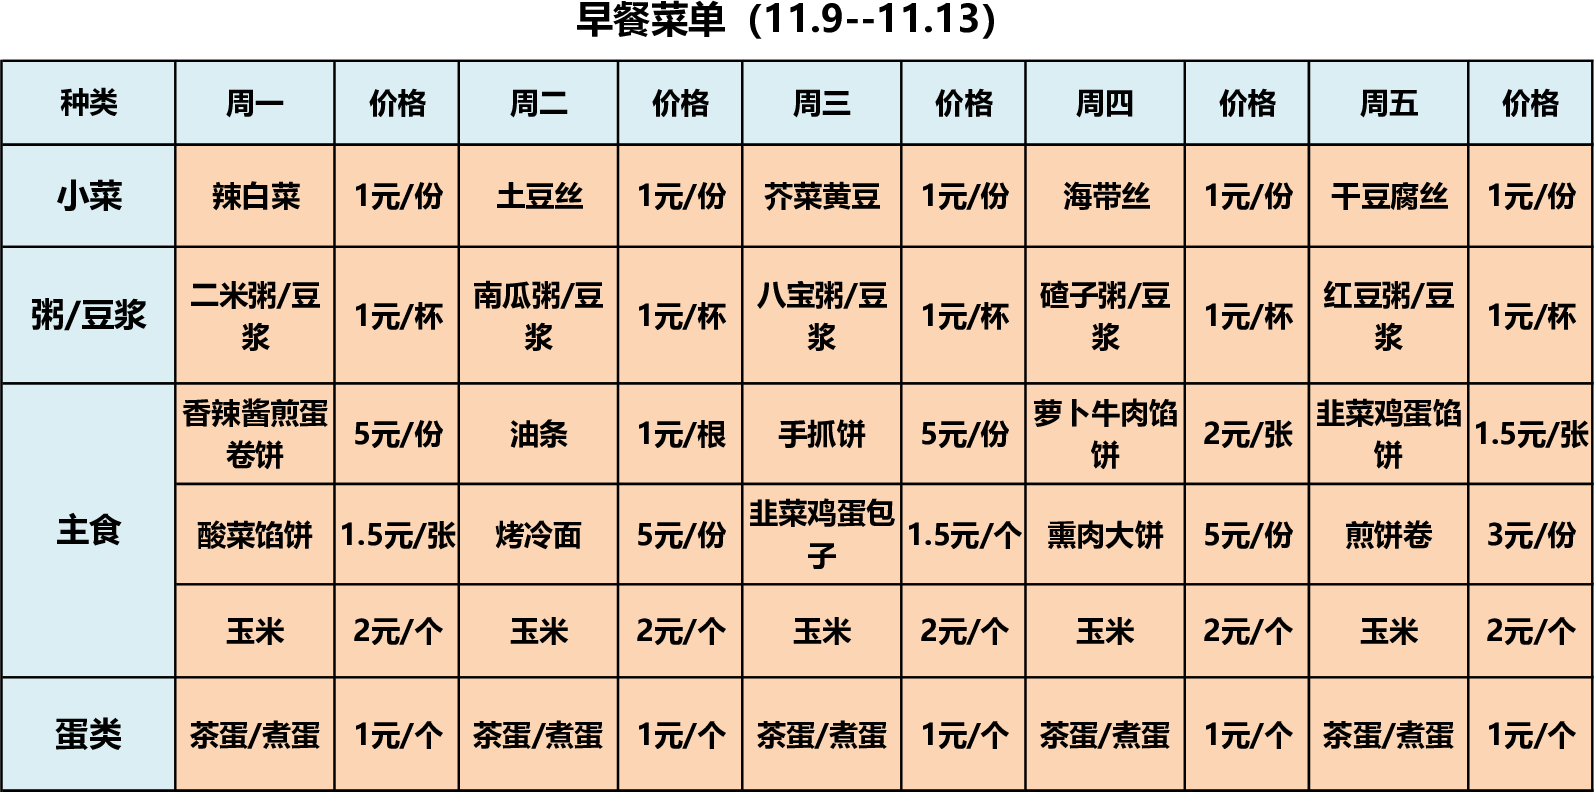 早餐菜单（11.9--11.13）
种类 周一 价格 周二 价格 周三 价格 周四 价格 周五 价格
小菜 辣白菜 1元/份 土豆丝 1元/份 芥菜黄豆 1元/份 海带丝 1元/份 干豆腐丝 1元/份
粥/豆浆 二米粥/豆浆 1元/杯 南瓜粥/豆浆 1元/杯 八宝粥/豆浆 1元/杯 碴子粥/豆浆 1元/杯 红豆粥/豆浆 1元/杯
主食 香辣酱煎蛋卷饼 5元/份 油条 1元/根 手抓饼 5元/份 萝卜牛肉馅饼 2元/张 韭菜鸡蛋馅饼 1.5元/张
酸菜馅饼 1.5元/张 烤冷面 5元/份 韭菜鸡蛋包子 1.5元/个 熏肉大饼 5元/份 煎饼卷 3元/份
玉米 2元/个 玉米 2元/个 玉米 2元/个 玉米 2元/个 玉米 2元/个
蛋类 茶蛋/煮蛋 1元/个 茶蛋/煮蛋 1元/个 茶蛋/煮蛋 1元/个 茶蛋/煮蛋 1元/个 茶蛋/煮蛋 1元/个